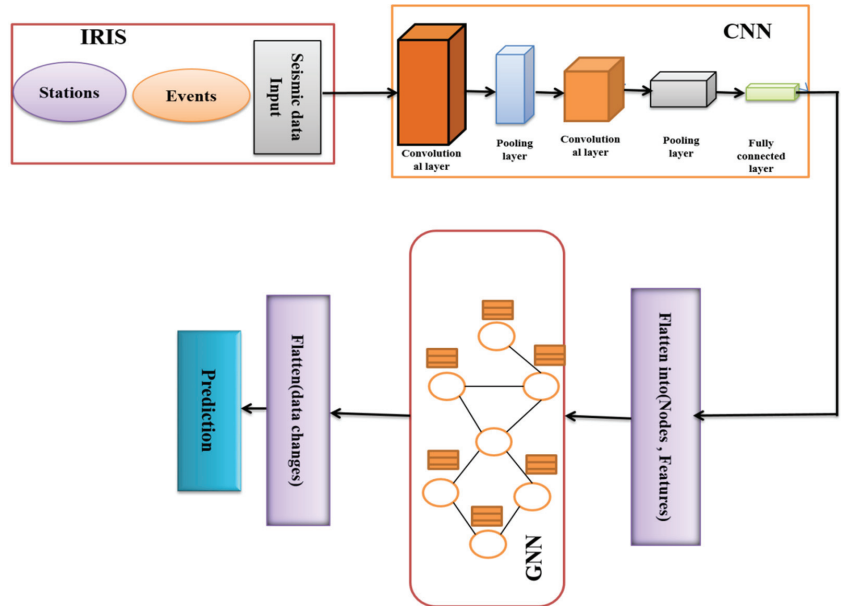 IRIS
Stations
Events
Seismic data
Input
CNN
Convolution
al layer
Pooling
layer
Convolution
al layer
Pooling
layer
Fully
connected
layer
Flatten into(Nodes , Features)
GNN
Flatten(data changes)
Prediction